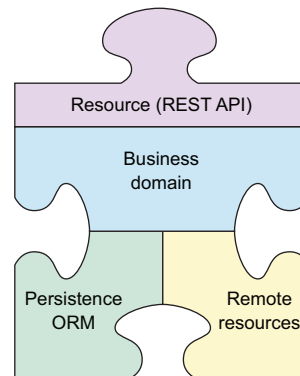 Resource (REST API)
Business
domain
Persistence
ORM
Remote
resources